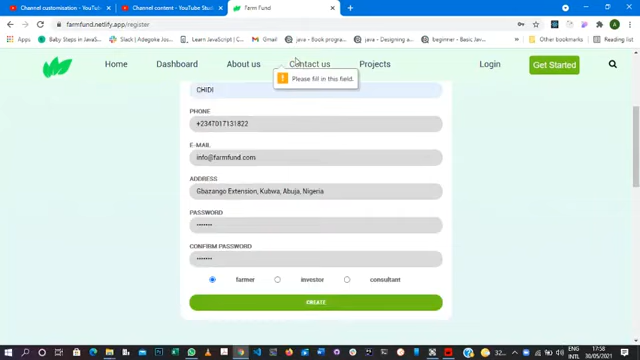 Channel customisation - YouTub
Channel content - YouTube Stud
Farm Fund
farmfund.netlify.app/register
Apps
Baby Steps in JavaS...
Slack | Adegoke Jos...
Learn JavaScript | C...
Gmail
java - Book progra...
java - Designing a...
beginner - Basic Jav...
Other bookmarks
Reading list
Home
Dashboard
About us
Contact us
Projects
Login
Get Started
Please fill in this field.
CHIDI
PHONE
+2347017131822
E-MAIL
info@farmfund.com
ADDRESS
Gbazango Extension, Kubwa, Abuja, Nigeria
PASSWORD
CONFIRM PASSWORD
farmer
investor
consultant
CREATE
32°...
ENG
INTL
17:58
30/05/2021